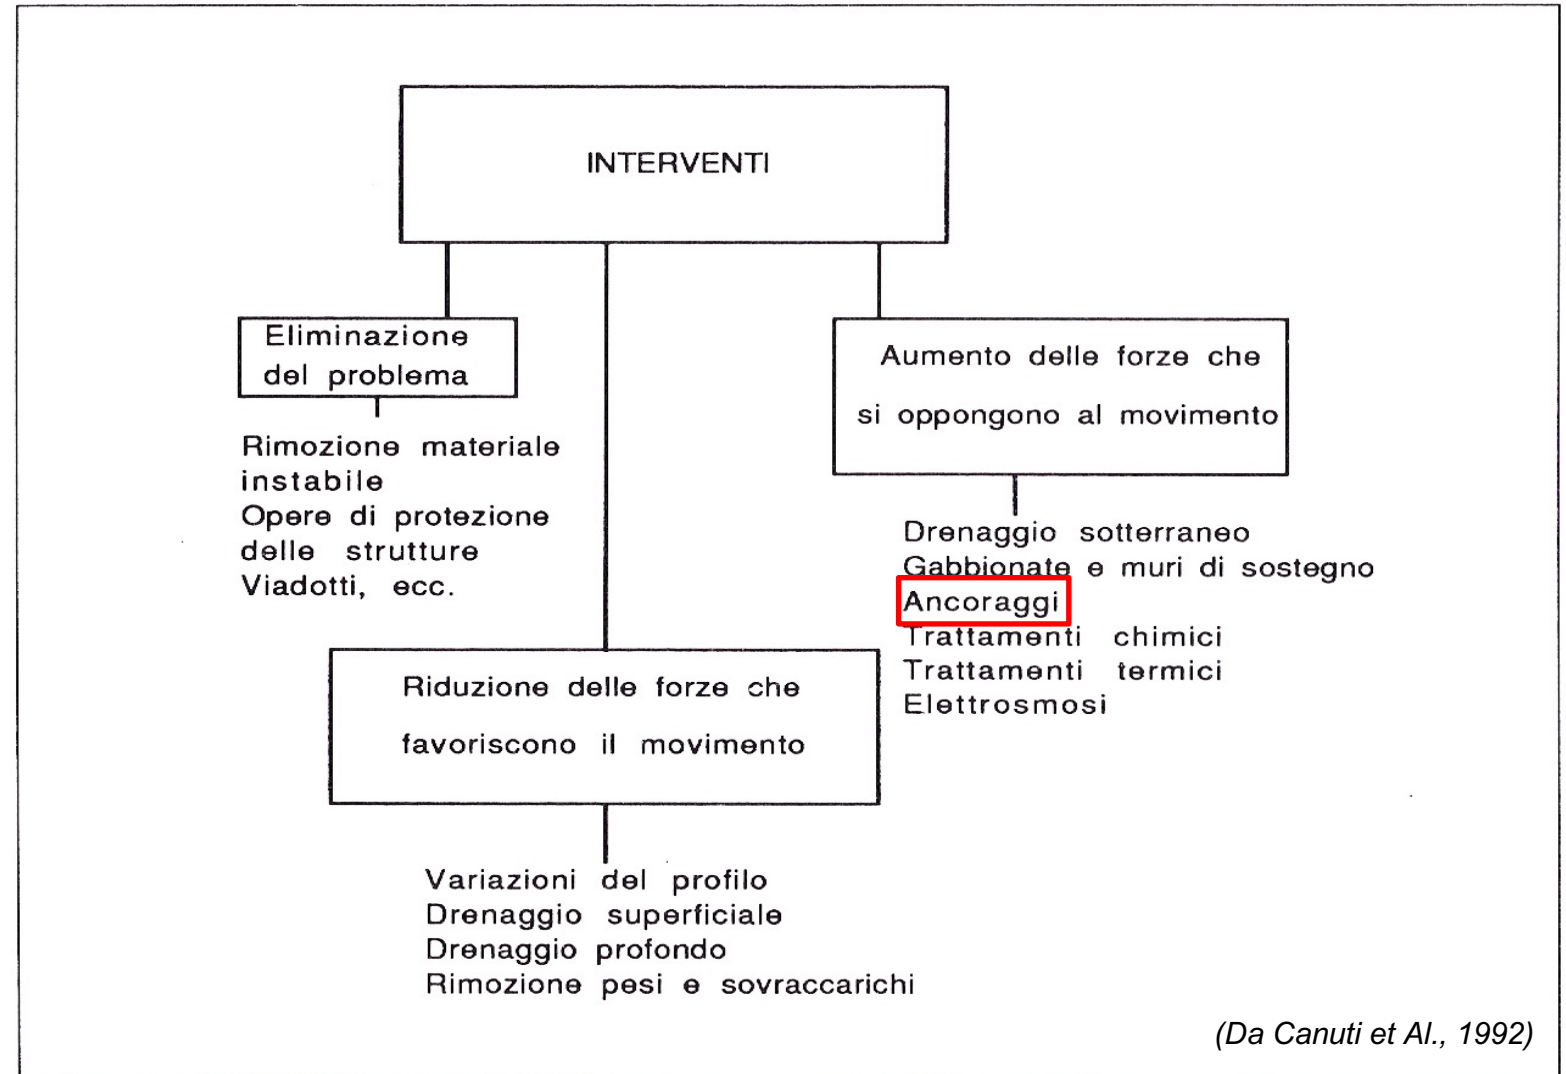 INTERVENTI
Eliminazione
del problema
Rimozione materiale
instabile
Opere di protezione
delle strutture
Viadotti, ecc.
Aumento delle forze che
si oppongono al movimento
Drenaggio sotterraneo
Gabbionate e muri di sostegno
Ancoraggi
Trattamenti chimici
Trattamenti termici
Elettrosmosi
Riduzione delle forze che
favoriscono il movimento
Variazioni del profilo
Drenaggio superficiale
Drenaggio profondo
Rimozione pesi e sovraccarichi
(Da Canuti et Al., 1992)